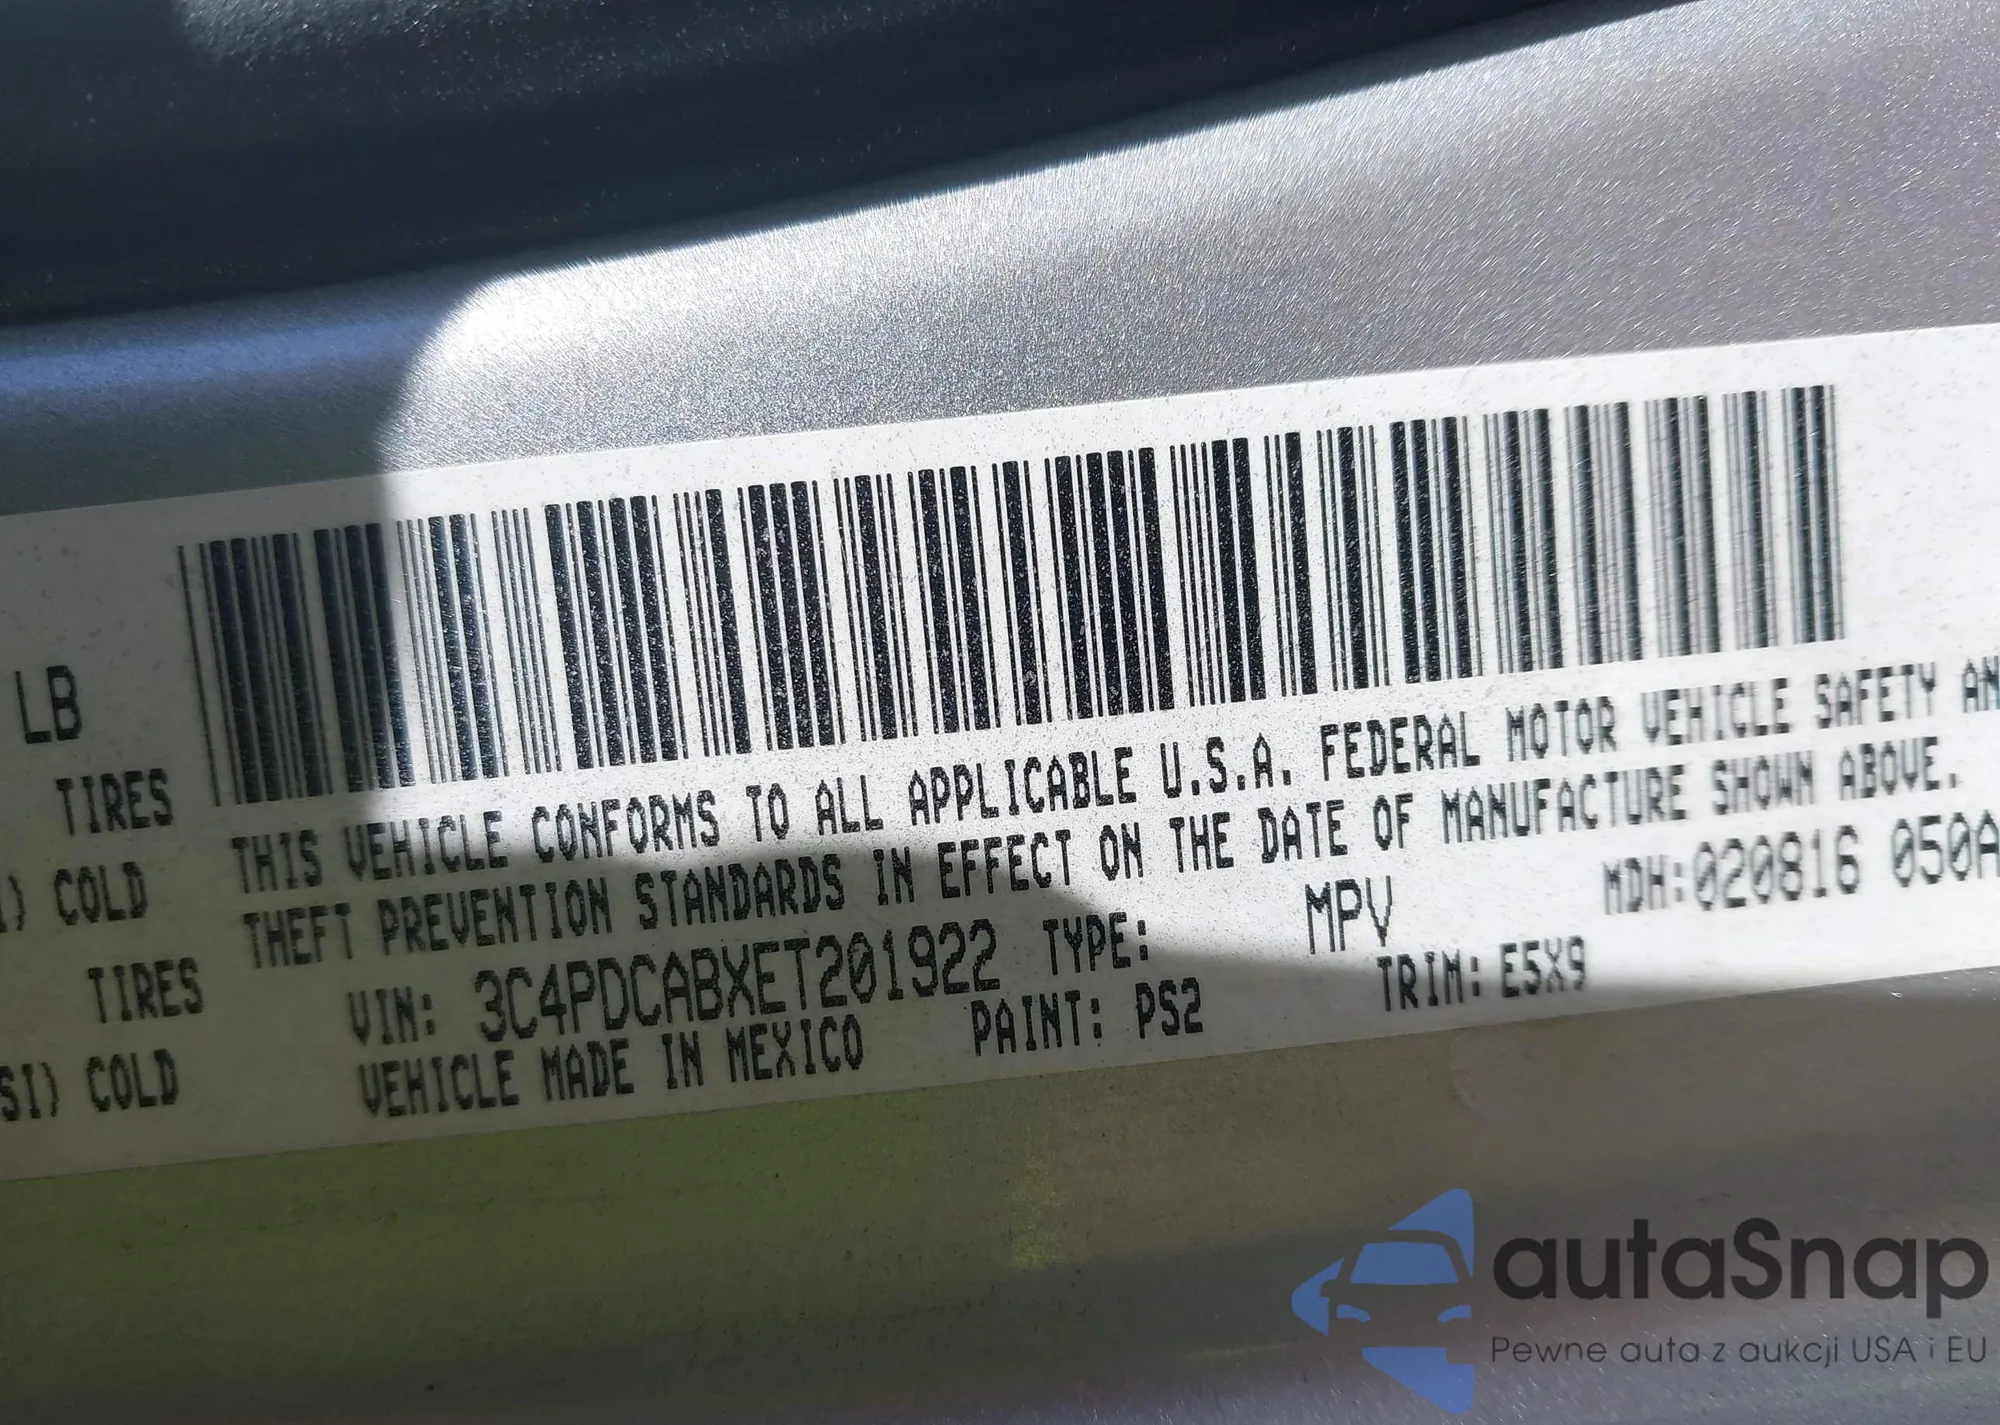 LB
TIRES
) COLD
TIRES
SI) COLD
THIS VEHICLE CONFORMS TO ALL APPLICABLE U.S.A. FEDERAL MOTOR VEHICLE SAFETY AN
THEFT PREVENTION STANDARDS IN EFFECT ON THE DATE OF MANUFACTURE SHOWN ABOVE.
VIN: 3C4PDCABXET201922 TYPE: MPV MDH:020816 050A
VEHICLE MADE IN MEXICO PAINT: PS2 TRIM: E5X9
autaSnap
Pewne auta z aukcji USA i EU